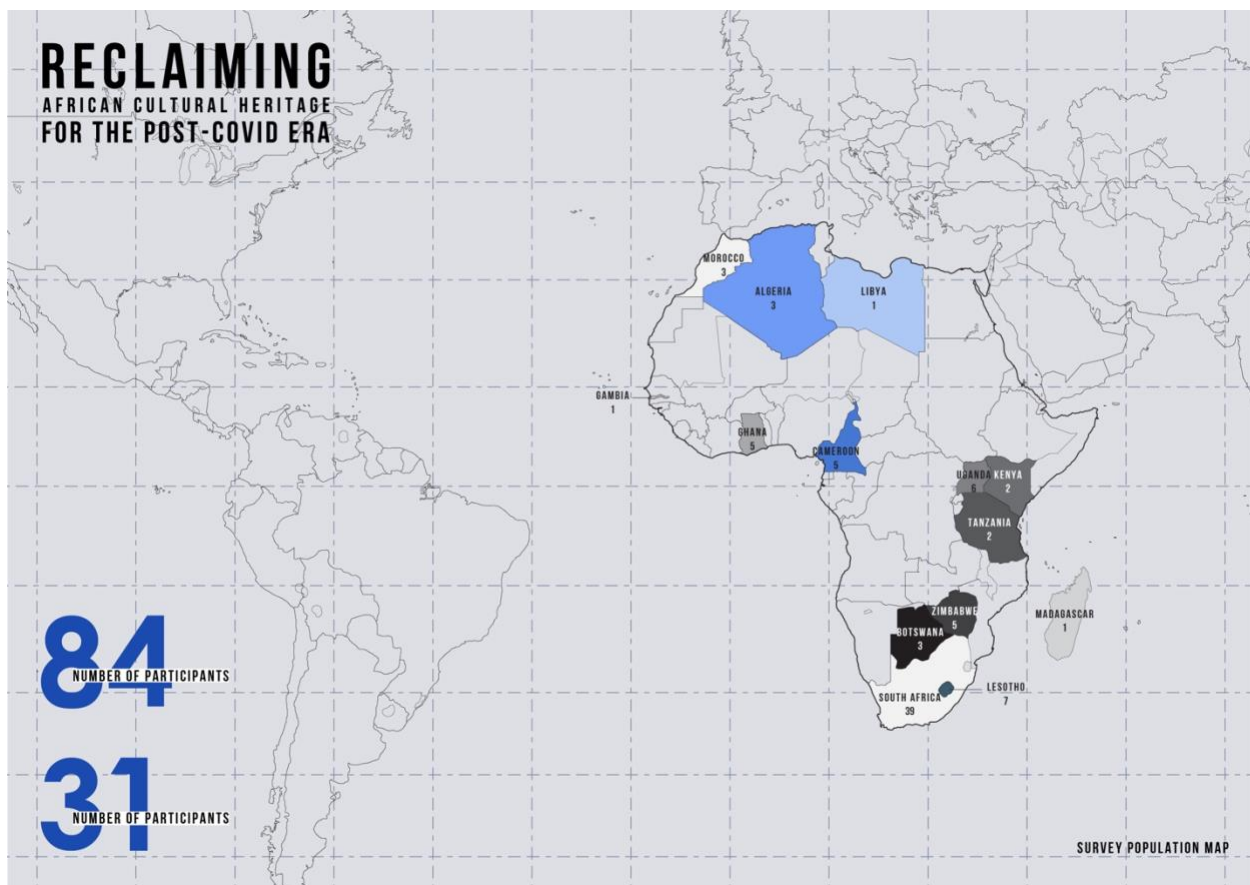 RECLAIMING
AFRICAN CULTURAL HERITAGE
FOR THE POST-COVID ERA
MOROCCO
3
ALGERIA
3
LIBYA
1
GAMBIA
1
GHANA
5
CAMEROON
5
UGANDA
6
KENYA
2
TANZANIA
2
ZIMBABWE
5
BOTSWANA
3
MADAGASCAR
1
SOUTH AFRICA
39
LESOTHO
7
84
NUMBER OF PARTICIPANTS
31
NUMBER OF PARTICIPANTS
SURVEY POPULATION MAP